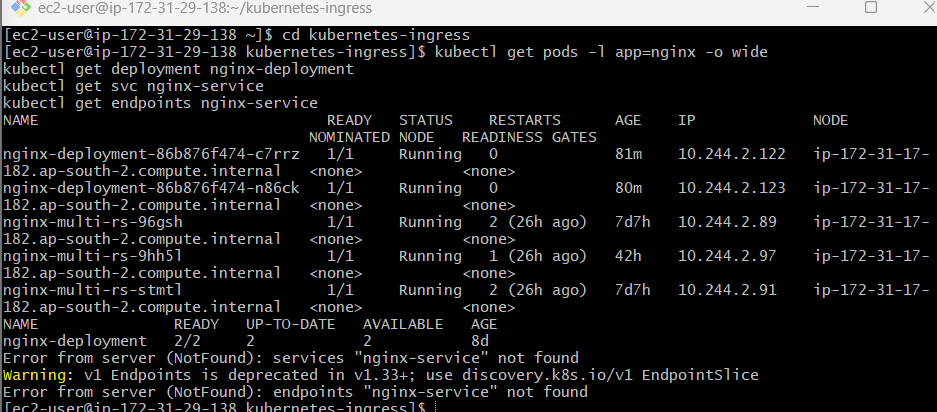 ec2-user@ip-172-31-29-138:~/kubernetes-ingress
[ec2-user@ip-172-31-29-138 ~]$ cd kubernetes-ingress
[ec2-user@ip-172-31-29-138 kubernetes-ingress]$ kubectl get pods -l app=nginx -o wide
kubectl get deployment nginx-deployment
kubectl get svc nginx-service
kubectl get endpoints nginx-service
NAME                                READY   STATUS    RESTARTS        AGE    IP             NODE
                                  NOMINATED NODE   READINESS GATES
nginx-deployment-86b876f474-c7rrz   1/1     Running   0               81m    10.244.2.122   ip-172-31-17-
182.ap-south-2.compute.internal   <none>           <none>
nginx-deployment-86b876f474-n86ck   1/1     Running   0               80m    10.244.2.123   ip-172-31-17-
182.ap-south-2.compute.internal   <none>           <none>
nginx-multi-rs-96gsh                1/1     Running   2 (26h ago)     7d7h   10.244.2.89    ip-172-31-17-
182.ap-south-2.compute.internal   <none>           <none>
nginx-multi-rs-9hh5l                1/1     Running   1 (26h ago)     42h    10.244.2.97    ip-172-31-17-
182.ap-south-2.compute.internal   <none>           <none>
nginx-multi-rs-stmtl                1/1     Running   2 (26h ago)     7d7h   10.244.2.91    ip-172-31-17-
182.ap-south-2.compute.internal   <none>           <none>
NAME               READY   UP-TO-DATE   AVAILABLE   AGE
nginx-deployment   2/2     2            2           8d
Error from server (NotFound): services "nginx-service" not found
Warning: v1 Endpoints is deprecated in v1.33+; use discovery.k8s.io/v1 EndpointSlice
Error from server (NotFound): endpoints "nginx-service" not found
[ec2-user@ip-172-31-29-138 kubernetes-ingress]$